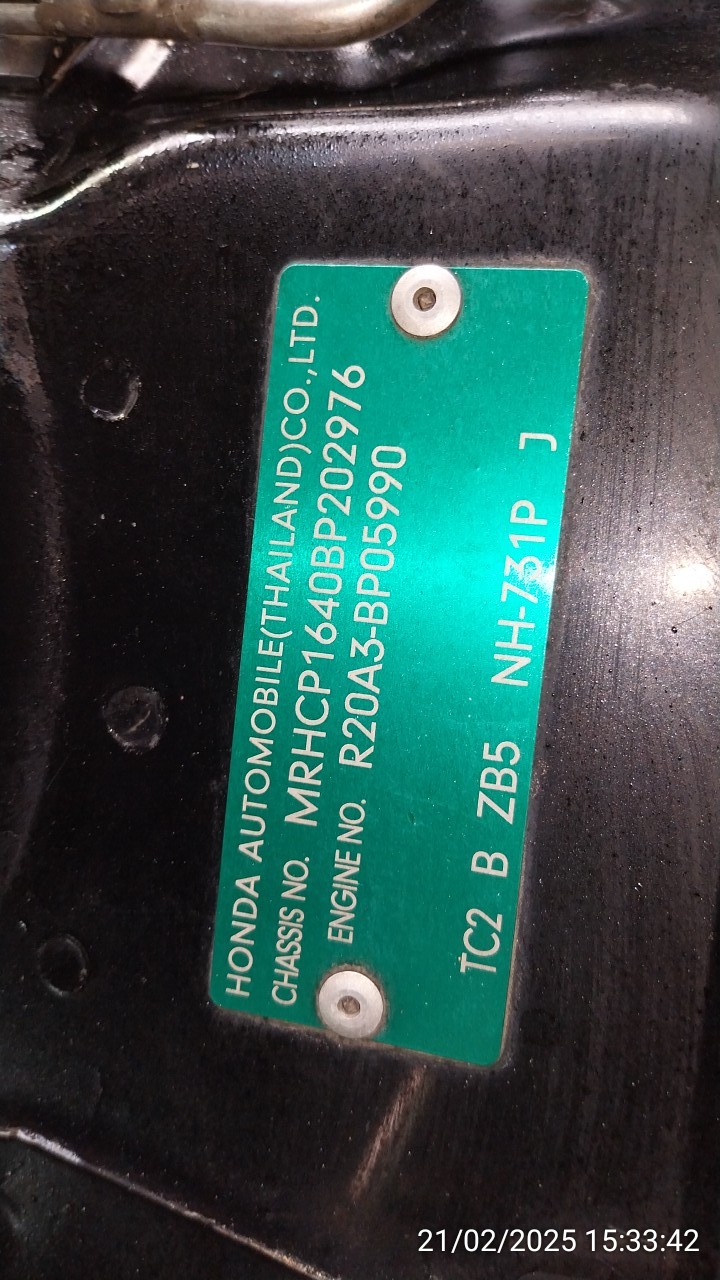 HONDA AUTOMOBILE(THAILAND)CO.,LTD.
CHASSIS NO. MRHCP1640BP202976
ENGINE NO. R20A3-BP05990
TC2 B ZB5 NH-731P J
21/02/2025 15:33:42